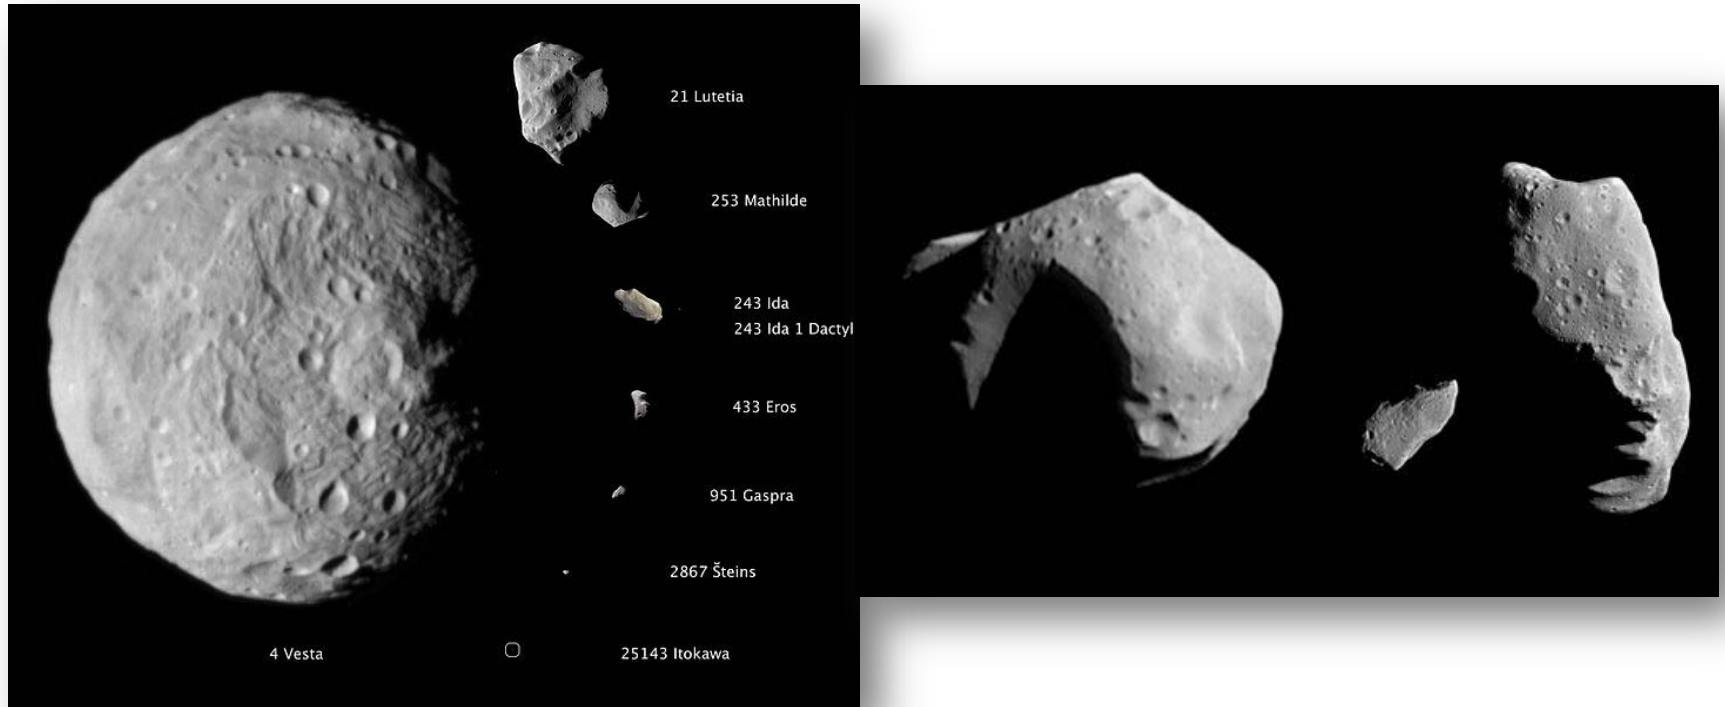 21 Lutetia
253 Mathilde
243 Ida
243 Ida 1 Dactyl
433 Eros
951 Gaspra
2867 Šteins
4 Vesta
25143 Itokawa